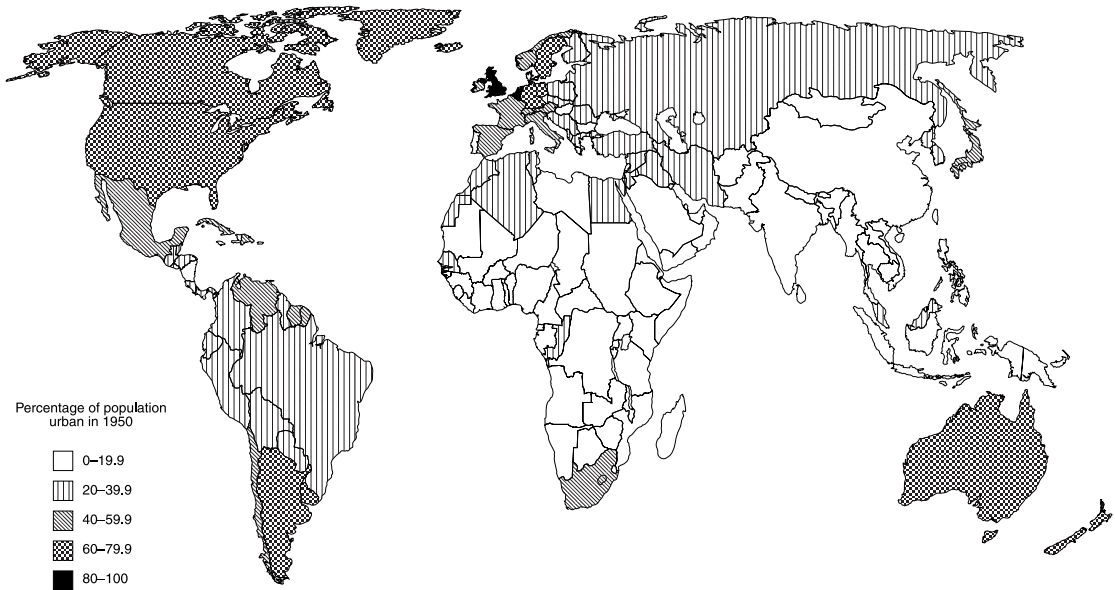 Percentage of population
urban in 1950
0–19.9
20–39.9
40–59.9
60–79.9
80–100